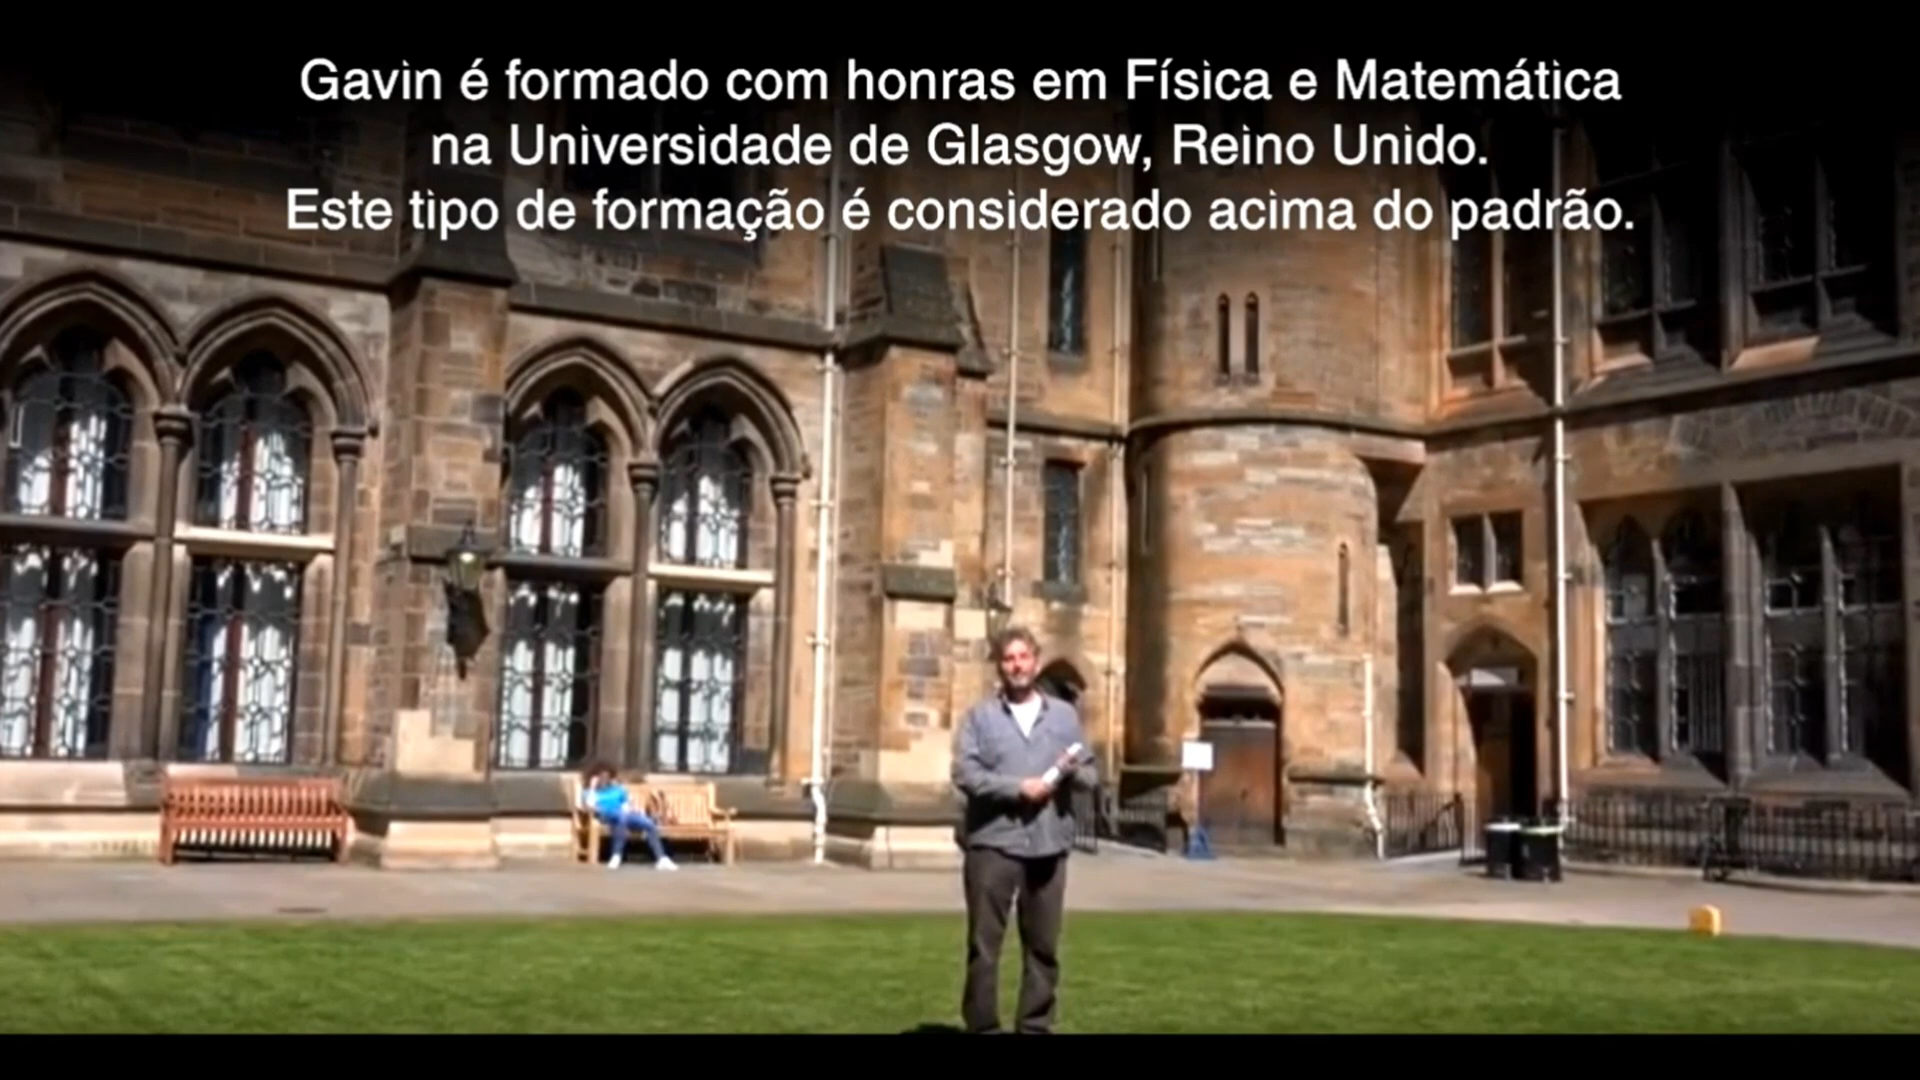 Gavin é formado com honras em Física e Matemática
na Universidade de Glasgow, Reino Unido.
Este tipo de formação é considerado acima do padrão.